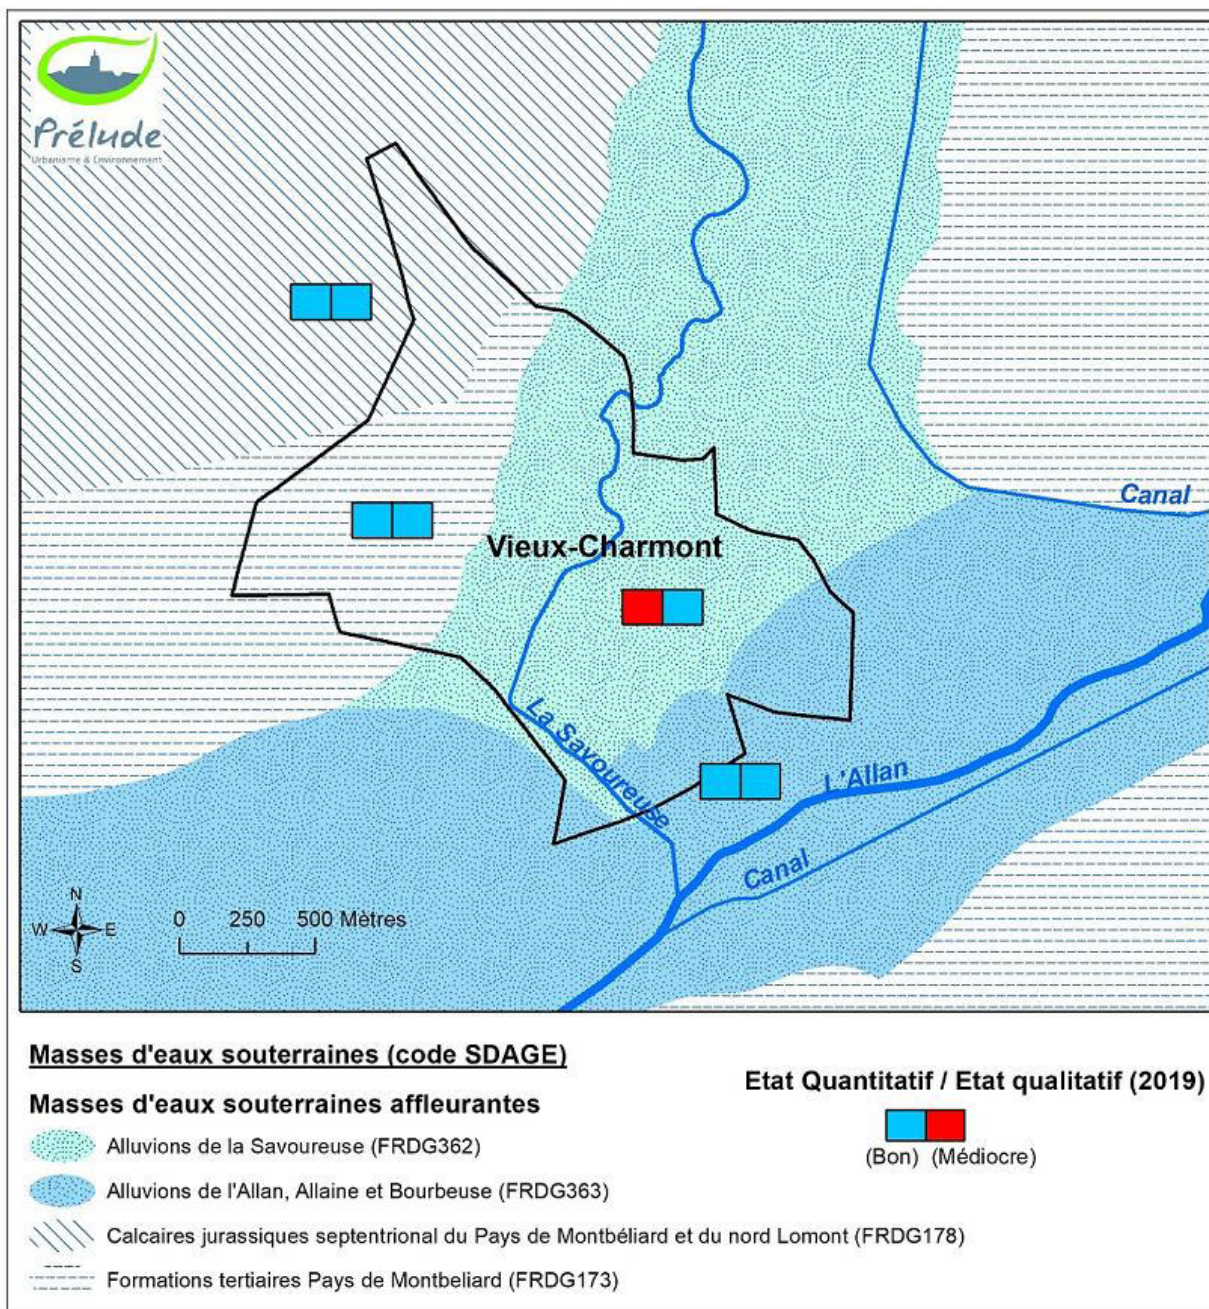 Prélude
Urbanisme & Environnement
Canal
Vieux-Charmont
La Savoureuse
L'Allan
Canal
N
W E
S
0 250 500 Mètres
Masses d'eaux souterraines (code SDAGE)
Masses d'eaux souterraines affleurantes
Alluvions de la Savoureuse (FRDG362)
Alluvions de l'Allan, Allaine et Bourbeuse (FRDG363)
Calcaires jurassiques septentrional du Pays de Montbéliard et du nord Lomont (FRDG178)
Formations tertiaires Pays de Montbeliard (FRDG173)
Etat Quantitatif / Etat qualitatif (2019)
(Bon) (Médiocre)